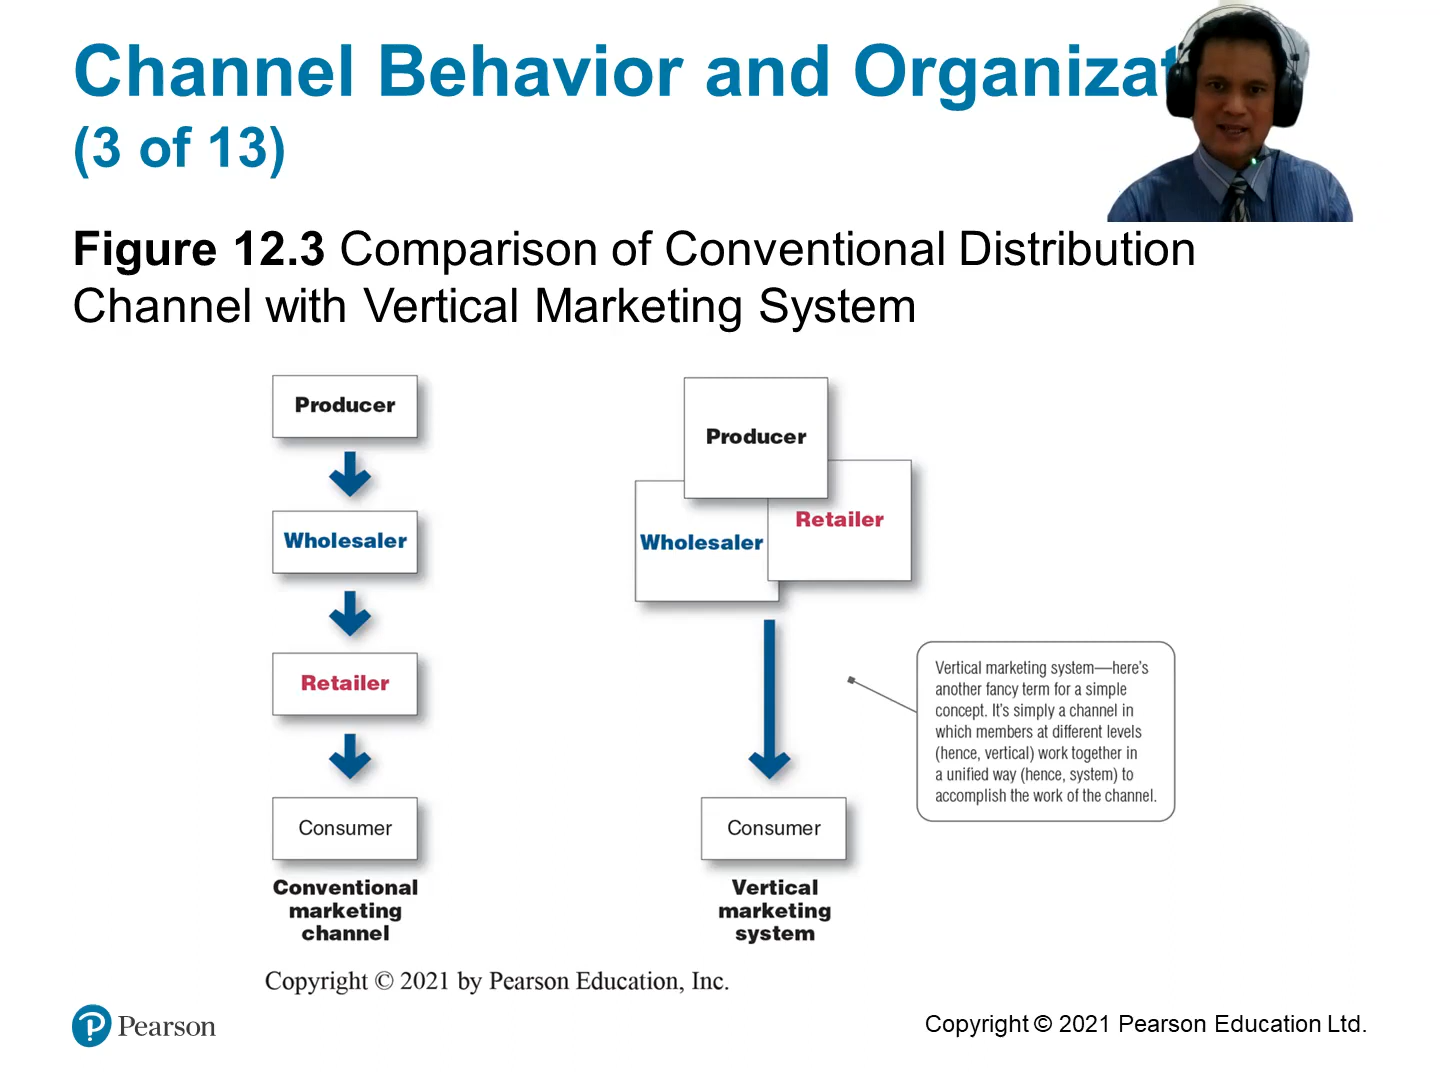 Channel Behavior and Organizat
(3 of 13)
Figure 12.3 Comparison of Conventional Distribution
Channel with Vertical Marketing System
Producer
Wholesaler
Retailer
Consumer
Conventional
marketing
channel
Producer
Wholesaler
Retailer
Consumer
Vertical
marketing
system
Vertical marketing system—here's
another fancy term for a simple
concept. It's simply a channel in
which members at different levels
(hence, vertical) work together in
a unified way (hence, system) to
accomplish the work of the channel.
Copyright © 2021 by Pearson Education, Inc.
P Pearson
Copyright © 2021 Pearson Education Ltd.